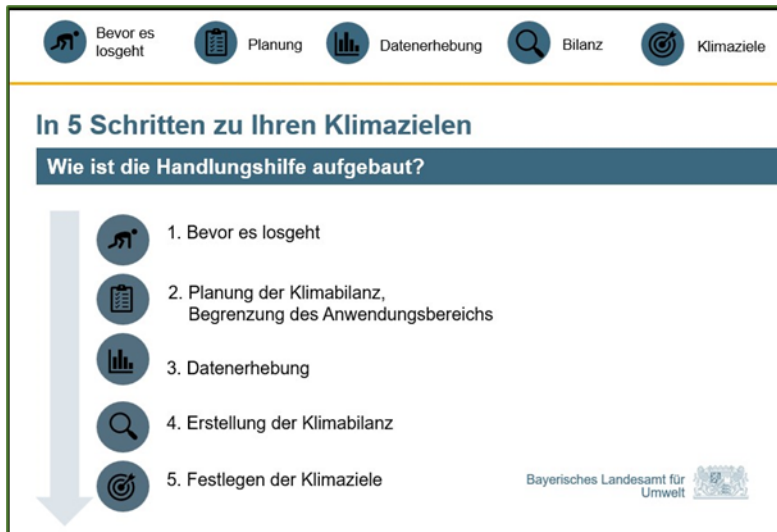 Bevor es
losgeht
Planung
Datenerhebung
Bilanz
Klimaziele
In 5 Schritten zu Ihren Klimazielen
Wie ist die Handlungshilfe aufgebaut?
1. Bevor es losgeht
2. Planung der Klimabilanz,
Begrenzung des Anwendungsbereichs
3. Datenerhebung
4. Erstellung der Klimabilanz
5. Festlegen der Klimaziele
Bayerisches Landesamt für
Umwelt